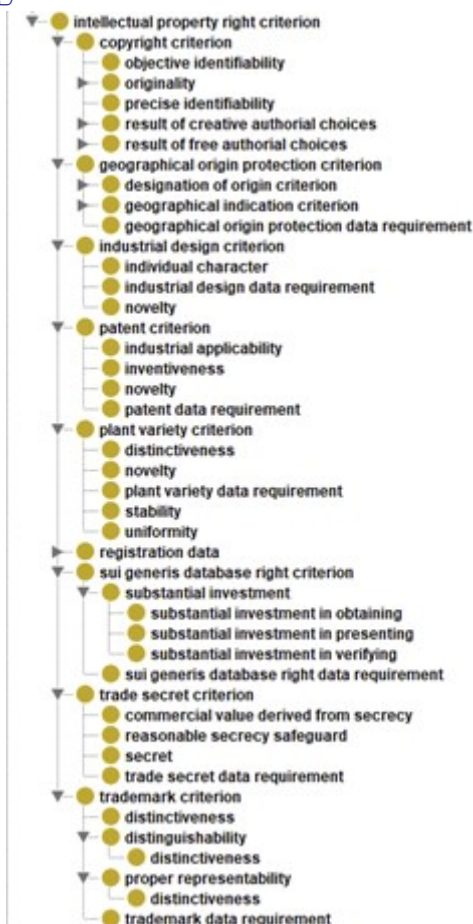 intellectual property right criterion
copyright criterion
objective identifiability
originality
precise identifiability
result of creative authorial choices
result of free authorial choices
geographical origin protection criterion
designation of origin criterion
geographical indication criterion
geographical origin protection data requirement
industrial design criterion
individual character
industrial design data requirement
novelty
patent criterion
industrial applicability
inventiveness
novelty
patent data requirement
plant variety criterion
distinctiveness
novelty
plant variety data requirement
stability
uniformity
registration data
sui generis database right criterion
substantial investment
substantial investment in obtaining
substantial investment in presenting
substantial investment in verifying
sui generis database right data requirement
trade secret criterion
commercial value derived from secrecy
reasonable secrecy safeguard
secret
trade secret data requirement
trademark criterion
distinctiveness
distinguishability
distinctiveness
proper representability
distinctiveness
trademark data requirement